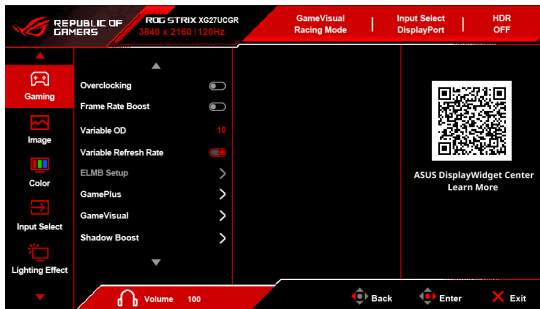 REPUBLIC OF
GAMERS
ROG STRIX XG27UCGR
3840 x 2160 120Hz
GameVisual
Racing Mode
Input Select
DisplayPort
HDR
OFF
Gaming
Image
Color
Input Select
Lighting Effect
Overclocking
Frame Rate Boost
Variable OD 10
Variable Refresh Rate
ELMB Setup
GamePlus
GameVisual
Shadow Boost
ASUS DisplayWidget Center
Learn More
Volume 100
Back
Enter
Exit